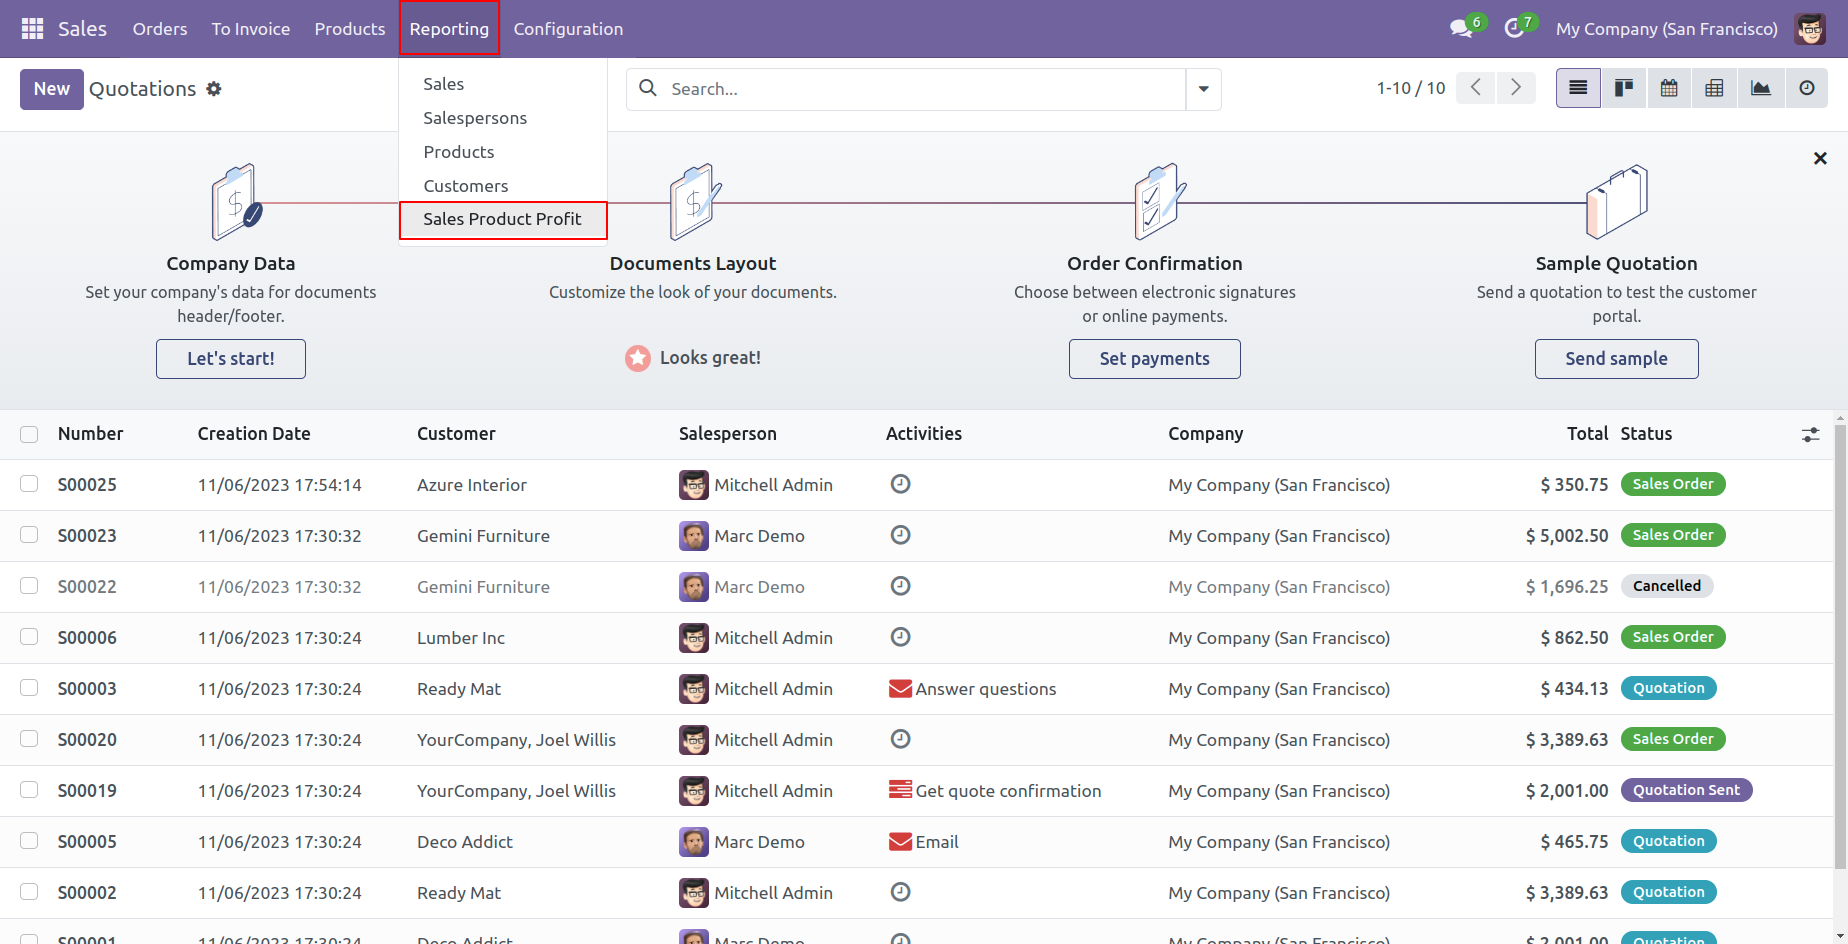 Sales Orders To Invoice Products Reporting Configuration 6 7 My Company (San Francisco)
New Quotations Search... 1-10 / 10
Sales
Salespersons
Products
Customers
Sales Product Profit
Company Data
Set your company's data for documents
header/footer.
Let's start!
Documents Layout
Customize the look of your documents.
Looks great!
Order Confirmation
Choose between electronic signatures
or online payments.
Set payments
Sample Quotation
Send a quotation to test the customer
portal.
Send sample
Number Creation Date Customer Salesperson Activities Company Total Status
S00025 11/06/2023 17:54:14 Azure Interior Mitchell Admin My Company (San Francisco) $ 350.75 Sales Order
S00023 11/06/2023 17:30:32 Gemini Furniture Marc Demo My Company (San Francisco) $ 5,002.50 Sales Order
S00022 11/06/2023 17:30:32 Gemini Furniture Marc Demo My Company (San Francisco) $ 1,696.25 Cancelled
S00006 11/06/2023 17:30:24 Lumber Inc Mitchell Admin My Company (San Francisco) $ 862.50 Sales Order
S00003 11/06/2023 17:30:24 Ready Mat Mitchell Admin Answer questions My Company (San Francisco) $ 434.13 Quotation
S00020 11/06/2023 17:30:24 YourCompany, Joel Willis Mitchell Admin My Company (San Francisco) $ 3,389.63 Sales Order
S00019 11/06/2023 17:30:24 YourCompany, Joel Willis Mitchell Admin Get quote confirmation My Company (San Francisco) $ 2,001.00 Quotation Sent
S00005 11/06/2023 17:30:24 Deco Addict Marc Demo Email My Company (San Francisco) $ 465.75 Quotation
S00002 11/06/2023 17:30:24 Ready Mat Mitchell Admin My Company (San Francisco) $ 3,389.63 Quotation
S00001 11/06/2023 17:30:24 Deco Addict Marc Demo My Company (San Francisco) $ 2,001.00 Quotation